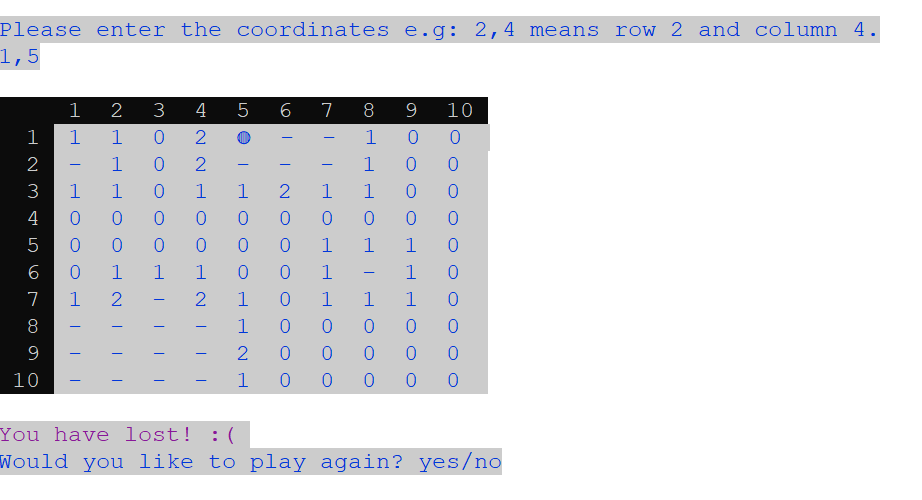 Please enter the coordinates e.g: 2,4 means row 2 and column 4.
1,5
1 2 3 4 5 6 7 8 9 10
1 1 1 0 2 - - 1 0 0
2 - 1 0 2 - - - 1 0 0
3 1 1 0 1 1 2 1 1 0 0
4 0 0 0 0 0 0 0 0 0 0
5 0 0 0 0 0 0 1 1 1 0
6 0 1 1 1 0 0 1 - 1 0
7 1 2 - 2 1 0 1 1 1 0
8 - - - - 1 0 0 0 0 0
9 - - - - 2 0 0 0 0 0
10 - - - - 1 0 0 0 0 0
You have lost! :(
Would you like to play again? yes/no